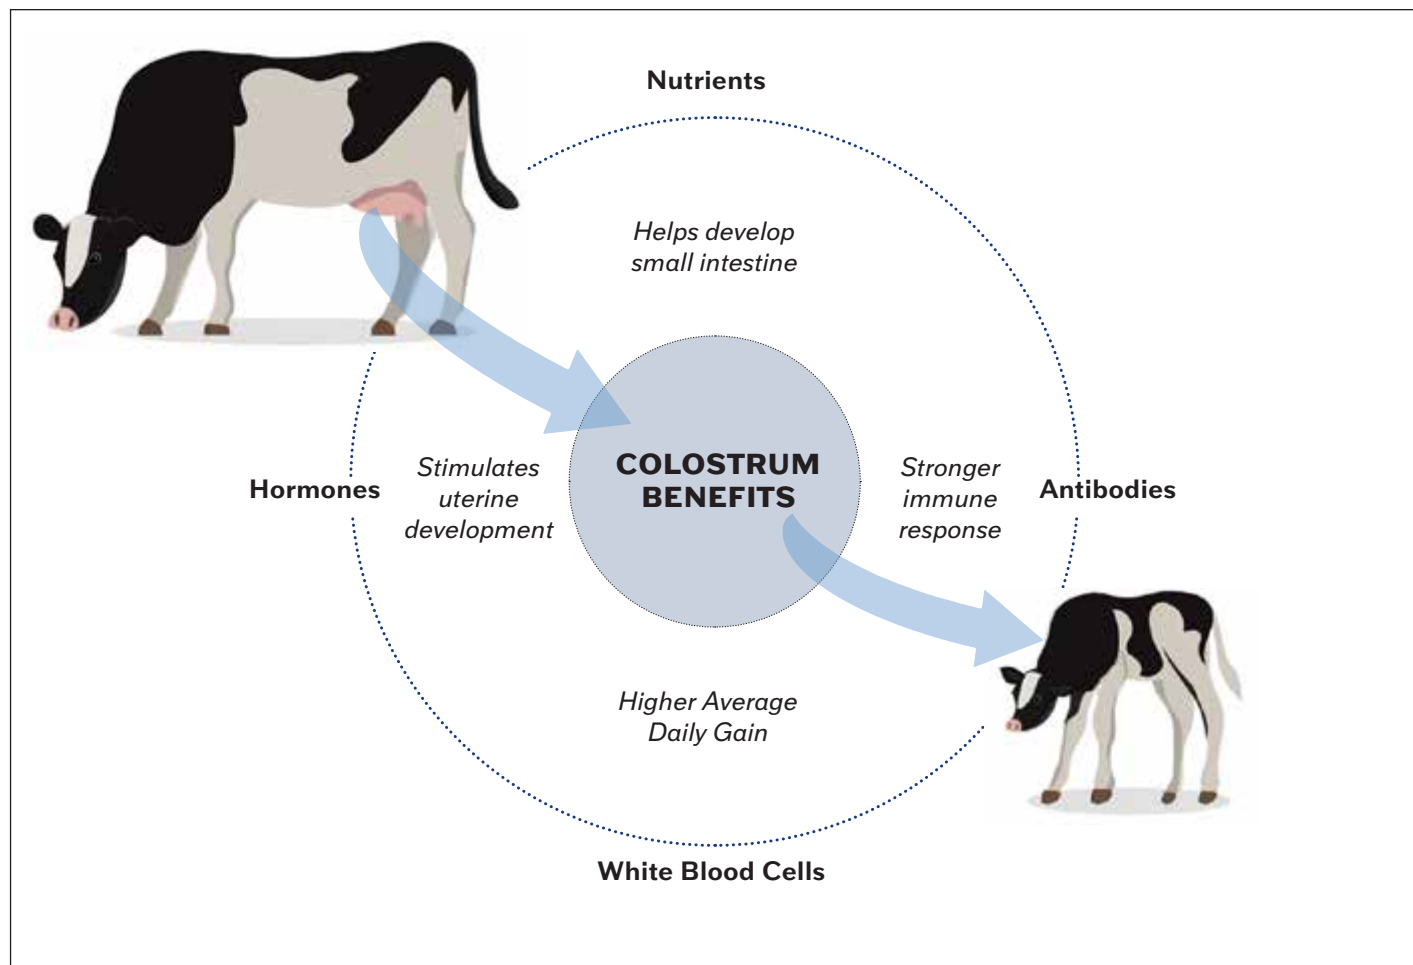 Nutrients
Helps develop
small intestine
COLOSTRUM
BENEFITS
Hormones
Stimulates
uterine
development
Stronger
immune
response
Antibodies
Higher Average
Daily Gain
White Blood Cells